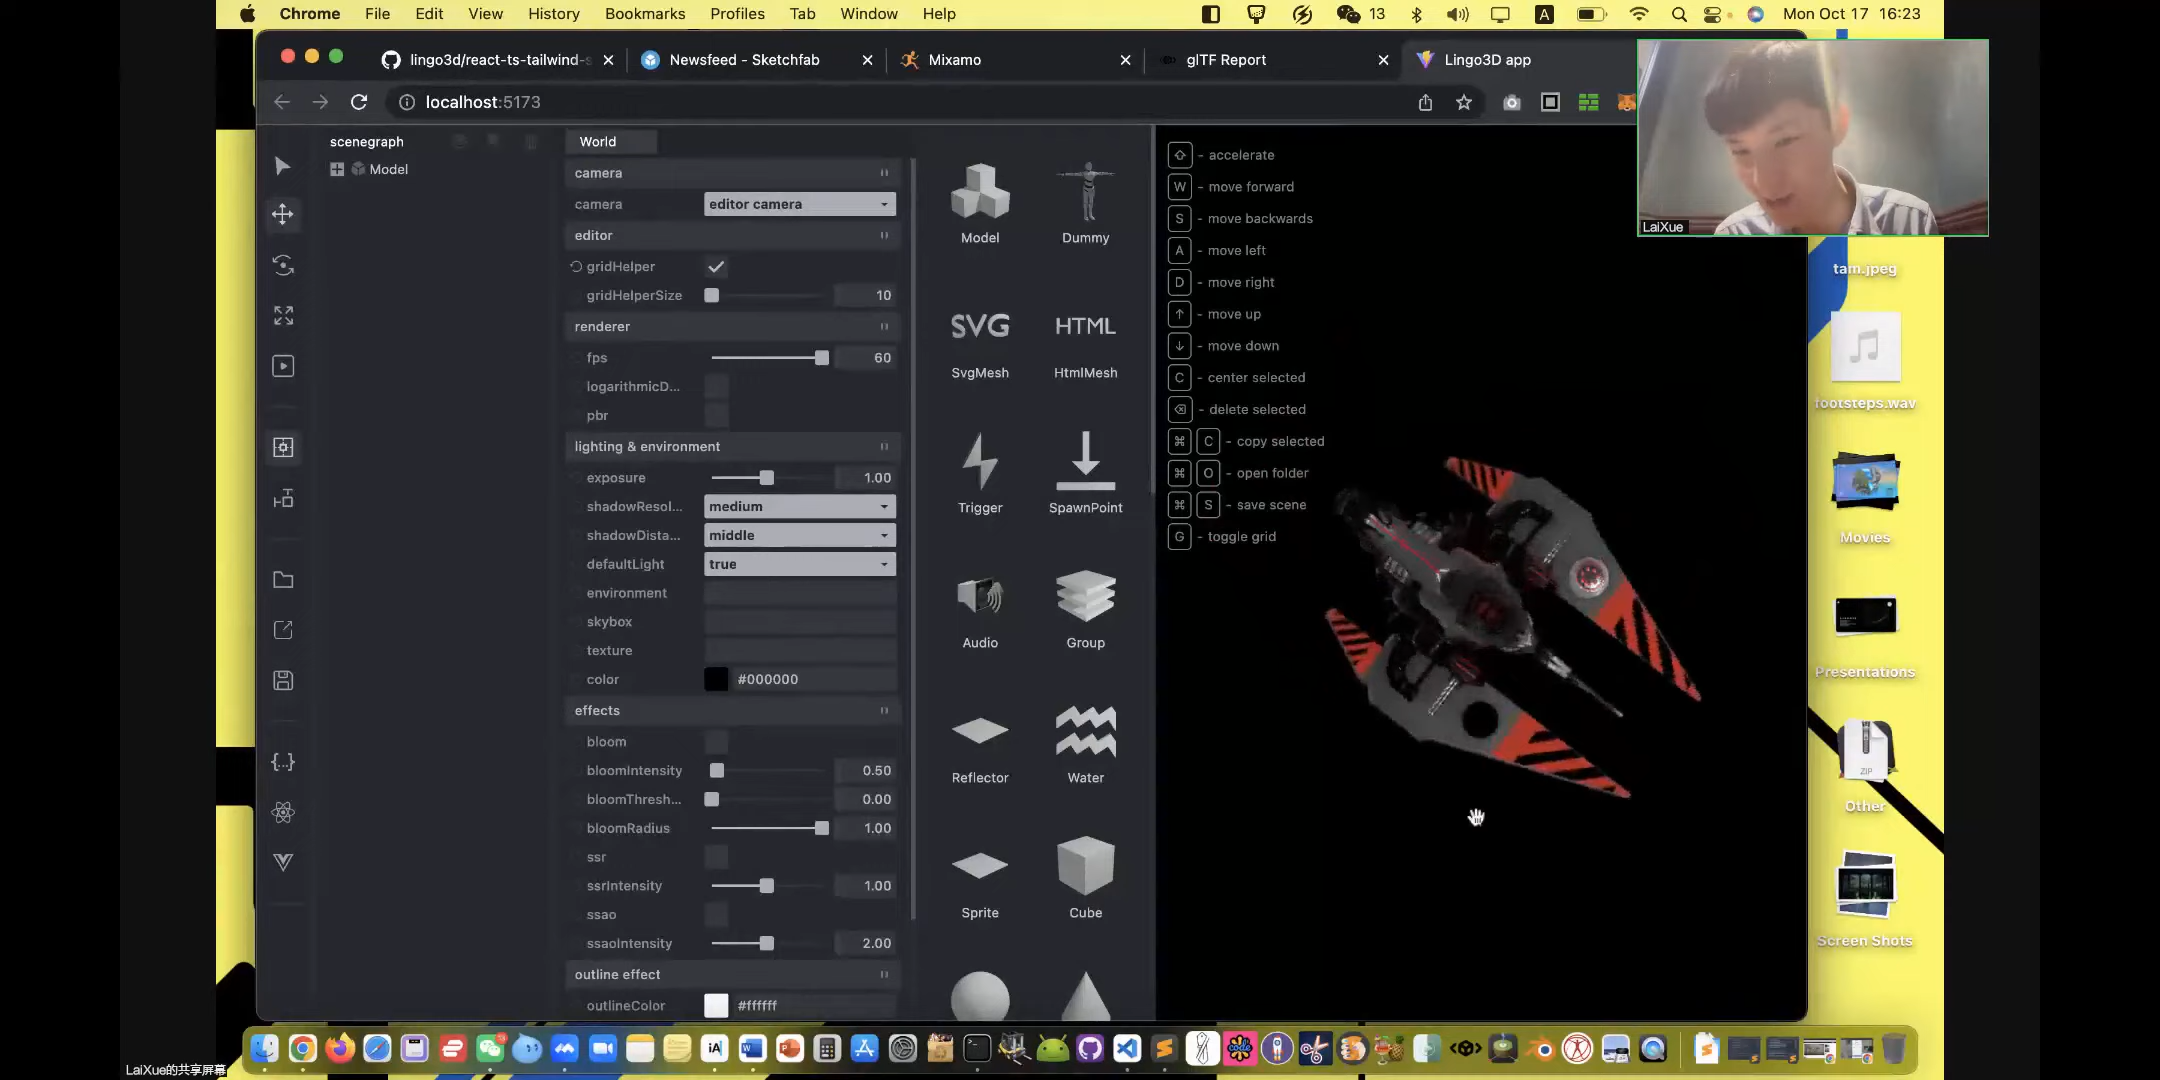 Chrome File Edit View History Bookmarks Profiles Tab Window Help 13 A Mon Oct 17 16:23
lingo3d/react-ts-tailwind-s Newsfeed - Sketchfab Mixamo glTF Report Lingo3D app
localhost:5173
scenegraph
Model
World
camera
camera editor camera
editor
gridHelper
gridHelperSize 10
renderer
fps 60
logarithmicD...
pbr
lighting & environment
exposure 1.00
shadowResol... medium
shadowDista... middle
defaultLight true
environment
skybox
texture
color #000000
effects
bloom
bloomIntensity 0.50
bloomThresh... 0.00
bloomRadius 1.00
ssr
ssrIntensity 1.00
ssao
ssaoIntensity 2.00
outline effect
outlineColor #ffffff
Model Dummy
SVG HTML
SvgMesh HtmlMesh
Trigger SpawnPoint
Audio Group
Reflector Water
Sprite Cube
- accelerate
W - move forward
S - move backwards
A - move left
D - move right
↑ - move up
↓ - move down
C - center selected
- delete selected
⌘ C - copy selected
⌘ O - open folder
⌘ S - save scene
G - toggle grid
LaiXue
tam.jpeg
footsteps.wav
Movies
Presentations
ZIP
Other
Screen Shots
LaiXue的共享屏幕